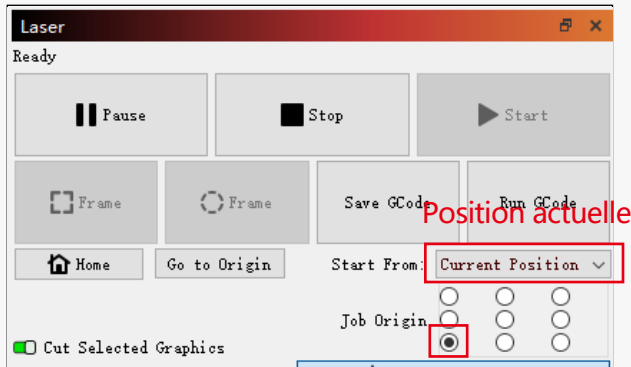 Laser
Ready
Pause
Stop
Start
Frame
Frame
Save GCode
Run GCode
Position actuelle
Home
Go to Origin
Start From:
Current Position
Job Origin
Cut Selected Graphics